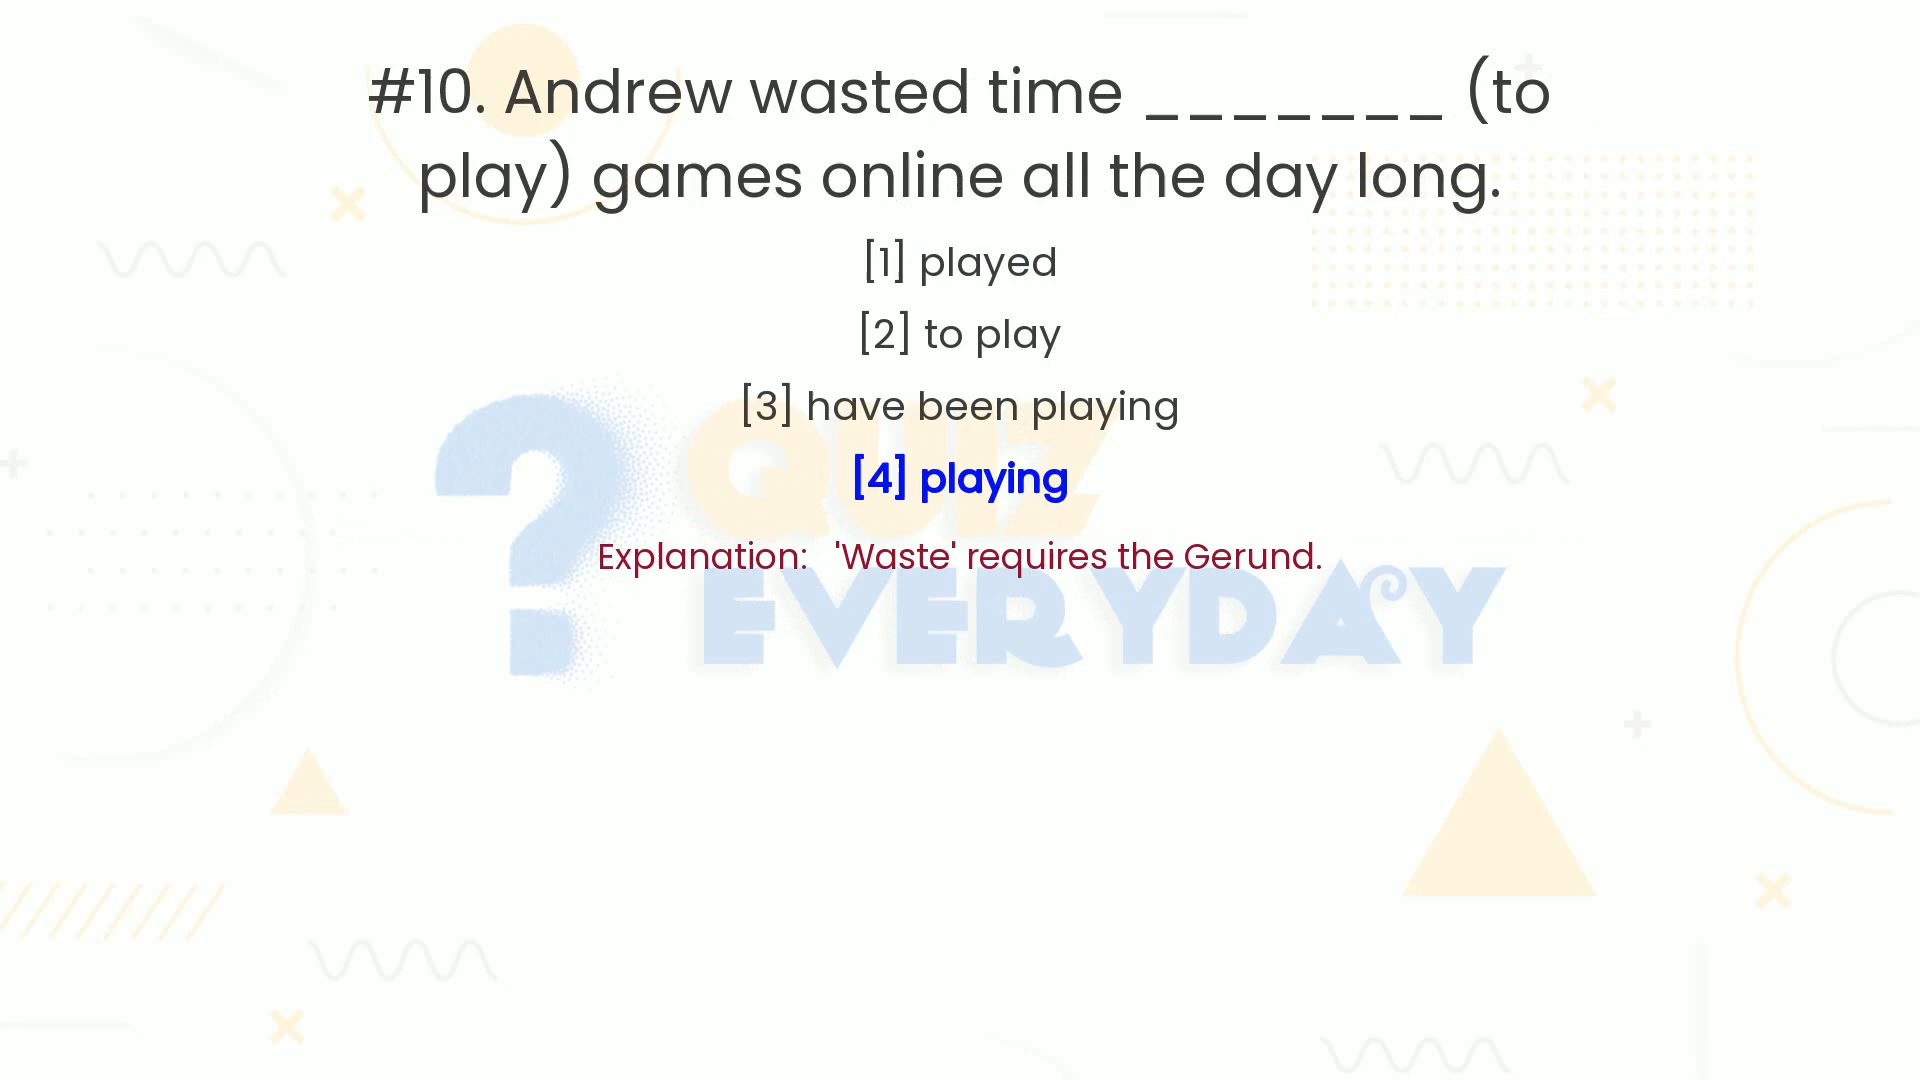 #10. Andrew wasted time _______ (to
play) games online all the day long.
[1] played
[2] to play
[3] have been playing
[4] playing
Explanation:   'Waste' requires the Gerund.
? QUIZ
EVERYDAY